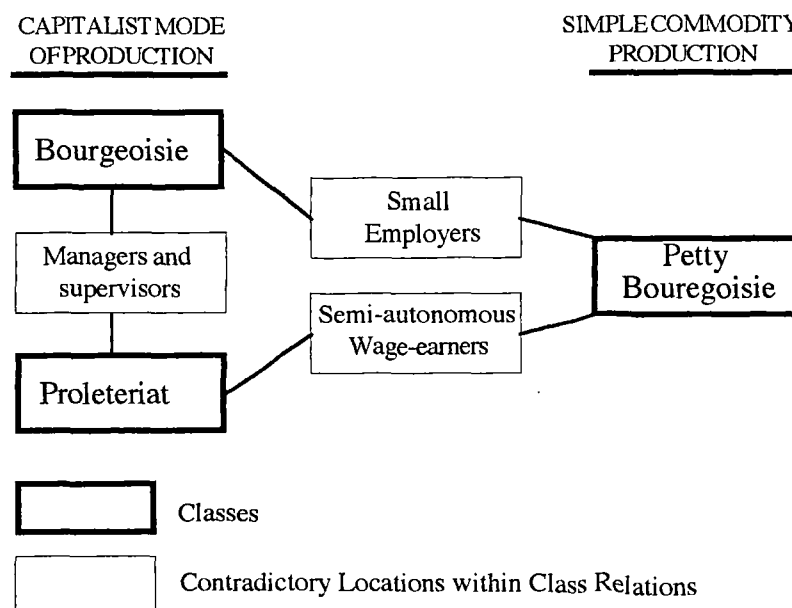 CAPITALIST MODE
OF PRODUCTION
SIMPLE COMMODITY
PRODUCTION
Bourgeoisie
Small
Employers
Managers and
supervisors
Petty
Bouregoisie
Semi-autonomous
Wage-earners
Proleteriat
Classes
Contradictory Locations within Class Relations